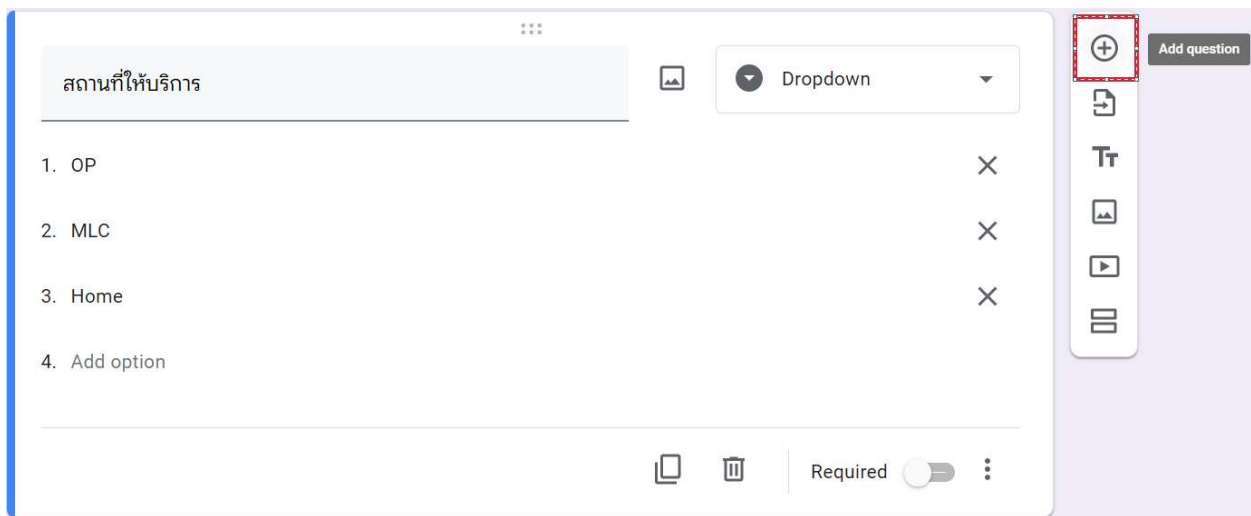 Add question
สถานที่ให้บริการ
Dropdown
1. OP
2. MLC
3. Home
4. Add option
Required